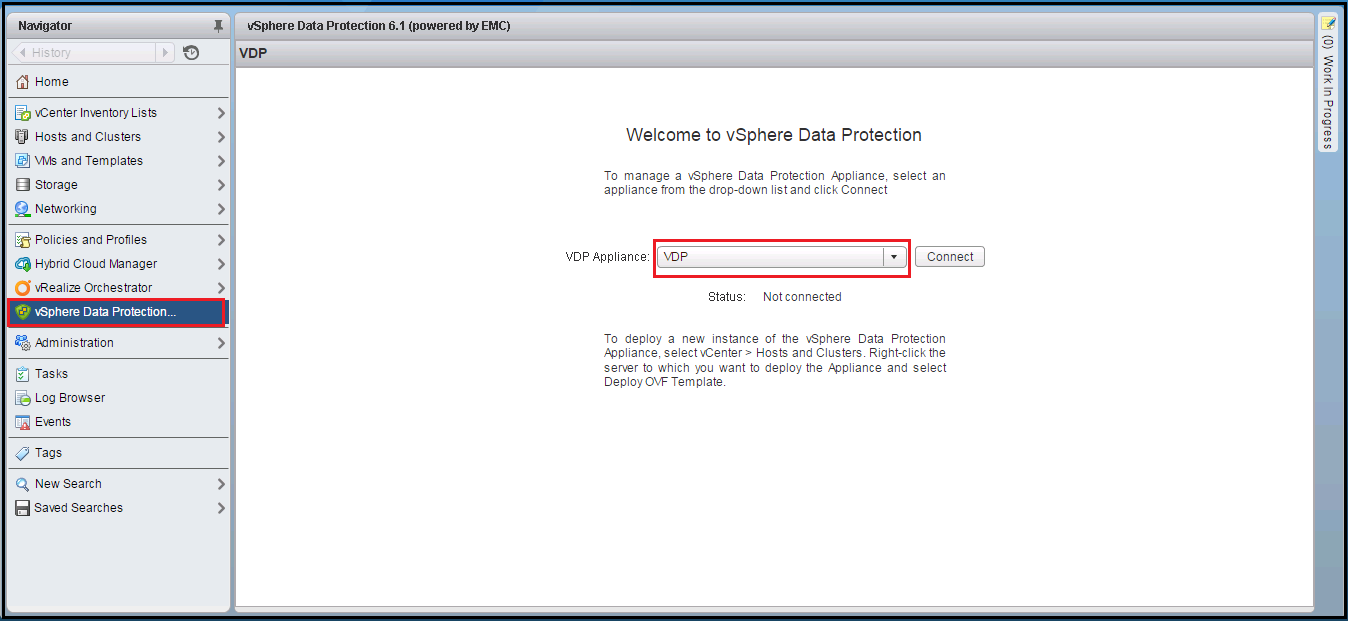 Navigator
History
Home
vCenter Inventory Lists
Hosts and Clusters
VMs and Templates
Storage
Networking
Policies and Profiles
Hybrid Cloud Manager
vRealize Orchestrator
vSphere Data Protection...
Administration
Tasks
Log Browser
Events
Tags
New Search
Saved Searches
vSphere Data Protection 6.1 (powered by EMC)
VDP
Welcome to vSphere Data Protection
To manage a vSphere Data Protection Appliance, select an
appliance from the drop-down list and click Connect
VDP Appliance: VDP Connect
Status: Not connected
To deploy a new instance of the vSphere Data Protection
Appliance, select vCenter > Hosts and Clusters. Right-click the
server to which you want to deploy the Appliance and select
Deploy OVF Template.
(0) Work In Progress